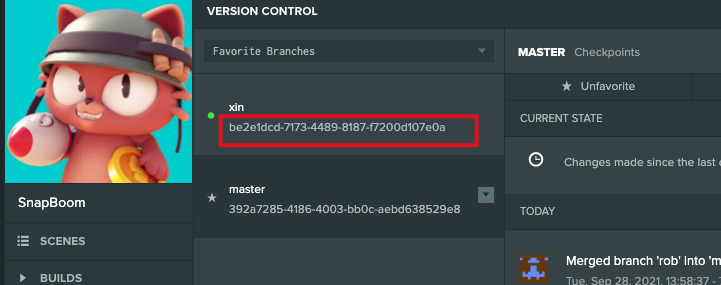 VERSION CONTROL
Favorite Branches
xin
be2e1dcd-7173-4489-8187-f7200d107e0a
master
392a7285-4186-4003-bb0c-aebd638529e8
SnapBoom
SCENES
BUILDS
MASTER Checkpoints
Unfavorite
CURRENT STATE
Changes made since the last
TODAY
Merged branch 'rob' into 'm
Tue, Sep 28, 2021, 13:58:37 -